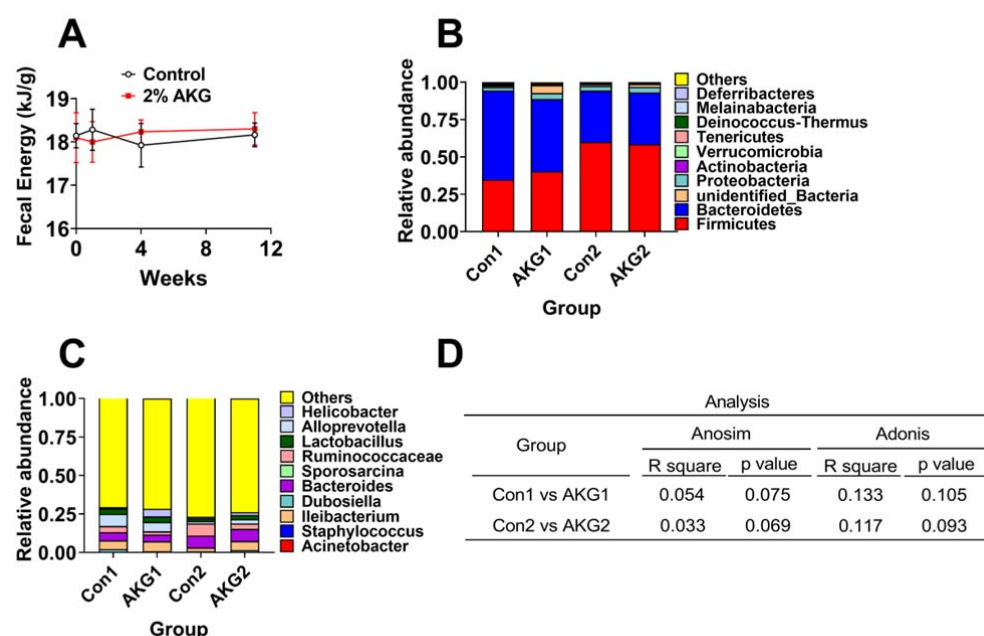 A
Control
2% AKG
Fecal Energy (kJ/g)
19
18
17
16
0
4
8
12
Weeks
B
Relative abundance
1.00
0.75
0.50
0.25
0.00
Con1
AKG1
Con2
AKG2
Group
Others
Deferribacteres
Melainabacteria
Deinococcus-Thermus
Tenericutes
Verrucomicrobia
Actinobacteria
Proteobacteria
unidentified_Bacteria
Bacteroidetes
Firmicutes
C
Relative abundance
1.00
0.75
0.50
0.25
0.00
Con1
AKG1
Con2
AKG2
Group
Others
Helicobacter
Alloprevotella
Lactobacillus
Ruminococcaceae
Sporosarcina
Bacteroides
Dubosiella
Ileibacterium
Staphylococcus
Acinetobacter
D
Analysis
Group
Anosim
Adonis
R square p value R square p value
Con1 vs AKG1 0.054 0.075 0.133 0.105
Con2 vs AKG2 0.033 0.069 0.117 0.093